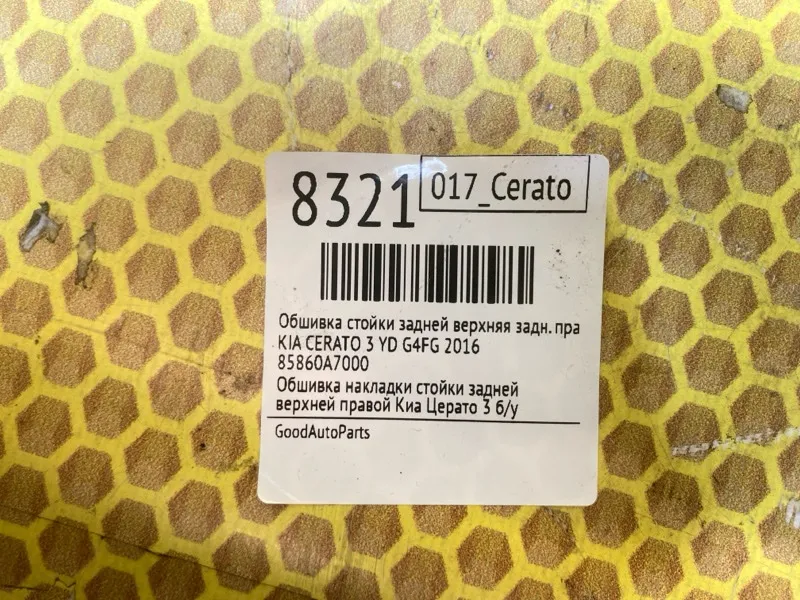 8321
017_Cerato
Обшивка стойки задней верхняя задн. пра
KIA CERATO 3 YD G4FG 2016
85860A7000
Обшивка накладки стойки задней
верхней правой Киа Церато 3 б/у
GoodAutoParts